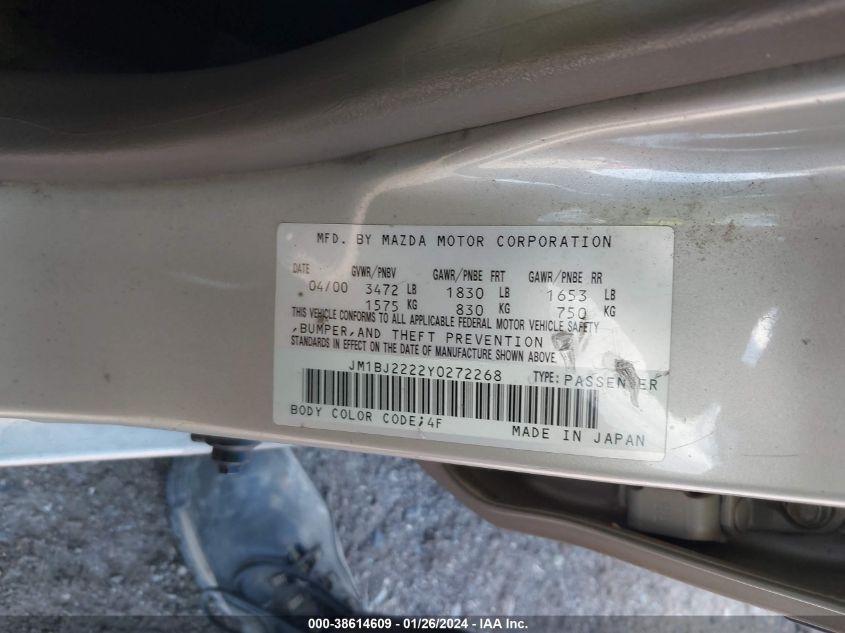 MFD. BY MAZDA MOTOR CORPORATION
DATE GVWR/PNBV GAWR/PNBE FRT GAWR/PNBE RR
04/00 3472 LB 1830 LB 1653 LB
1575 KG 830 KG 750 KG
THIS VEHICLE CONFORMS TO ALL APPLICABLE FEDERAL MOTOR VEHICLE SAFETY
,BUMPER,AND THEFT PREVENTION
STANDARDS IN EFFECT ON THE DATE OF MANUFACTURE SHOWN ABOVE.
JM1BJ2222Y0272268 TYPE:
BODY COLOR CODE;4F MADE IN JAPAN
000-38614609 - 01/26/2024 - IAA Inc.